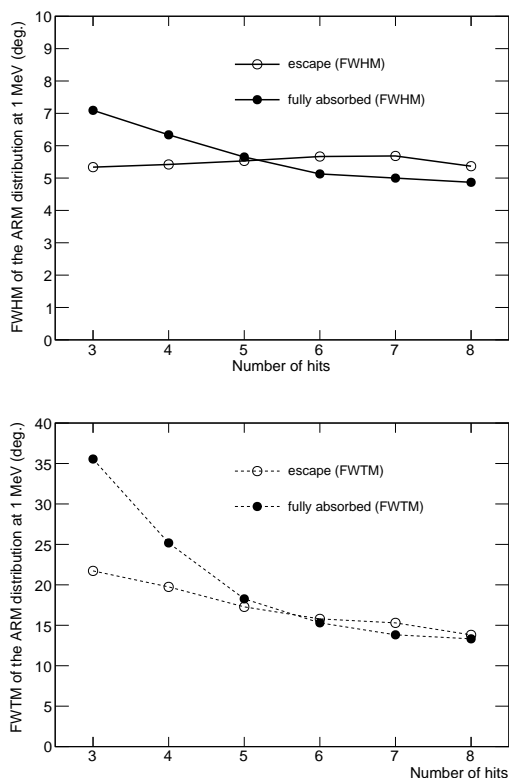 FWHM of the ARM distribution at 1 MeV (deg.)
10
9
8
7
6
5
4
3
2
1
0
escape (FWHM)
fully absorbed (FWHM)
3 4 5 6 7 8
Number of hits
FWTM of the ARM distribution at 1 MeV (deg.)
40
35
30
25
20
15
10
5
0
escape (FWTM)
fully absorbed (FWTM)
3 4 5 6 7 8
Number of hits